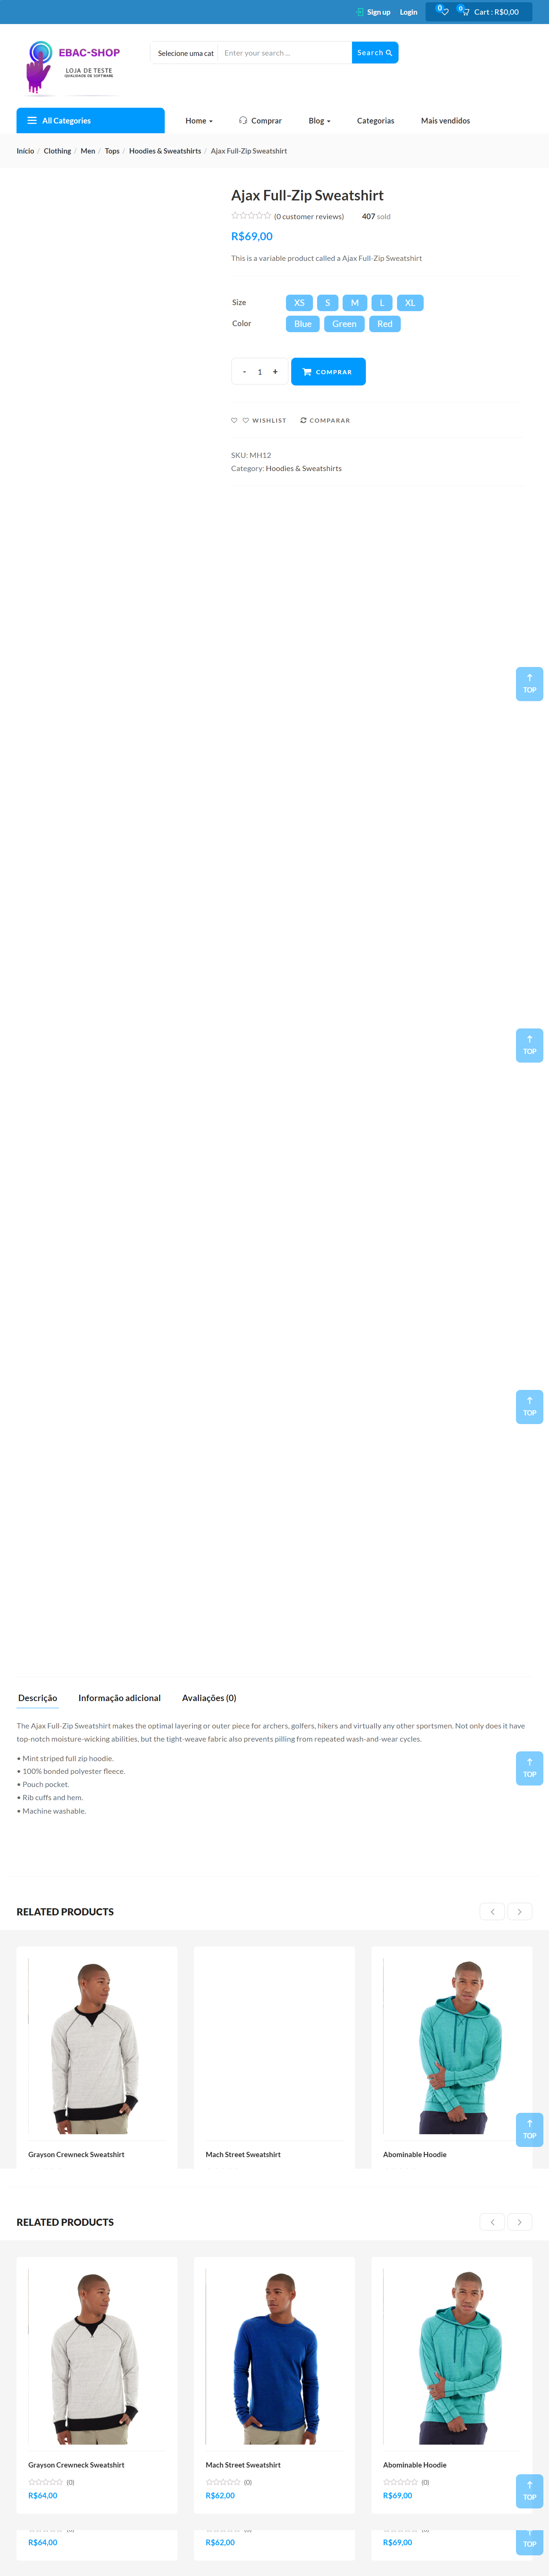 Sign up Login 0 0 Cart : R$0,00
EBAC-SHOP
LOJA DE TESTE
QUALIDADE DE SOFTWARE
Selecione uma cat Enter your search ... Search
All Categories Home Comprar Blog Categorias Mais vendidos
Início / Clothing / Men / Tops / Hoodies & Sweatshirts / Ajax Full-Zip Sweatshirt
Ajax Full-Zip Sweatshirt
(0 customer reviews) 407 sold
R$69,00
This is a variable product called a Ajax Full-Zip Sweatshirt
Size XS S M L XL
Color Blue Green Red
- 1 + COMPRAR
WISHLIST COMPARAR
SKU: MH12
Category: Hoodies & Sweatshirts
TOP
TOP
TOP
Descrição Informação adicional Avaliações (0)
The Ajax Full-Zip Sweatshirt makes the optimal layering or outer piece for archers, golfers, hikers and virtually any other sportsmen. Not only does it have
top-notch moisture-wicking abilities, but the tight-weave fabric also prevents pilling from repeated wash-and-wear cycles.
• Mint striped full zip hoodie.
• 100% bonded polyester fleece.
• Pouch pocket.
• Rib cuffs and hem.
• Machine washable.
TOP
RELATED PRODUCTS
TOP
Grayson Crewneck Sweatshirt Mach Street Sweatshirt Abominable Hoodie
RELATED PRODUCTS
Grayson Crewneck Sweatshirt Mach Street Sweatshirt Abominable Hoodie
(0) (0) (0)
R$64,00 R$62,00 R$69,00
TOP
R$64,00 R$62,00 R$69,00
TOP